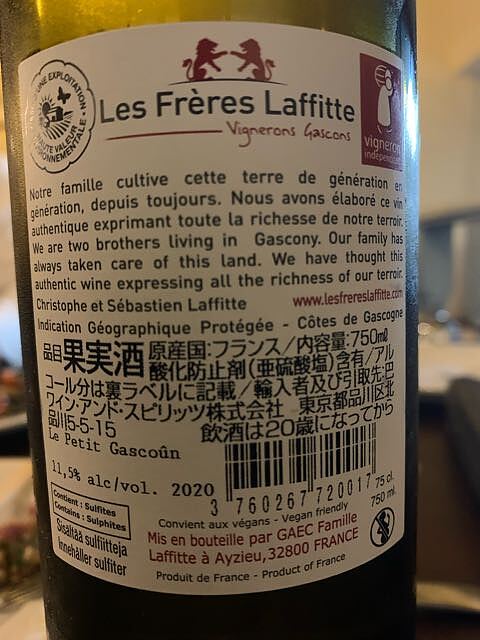 UNE EXPLOITATION
HAUTE VALEUR
ENVIRONNEMENTALE
Les Frères Laffitte
Vignerons Gascons
vigneron
indépendant
Notre famille cultive cette terre de génération en
génération, depuis toujours. Nous avons élaboré ce vin
authentique exprimant toute la richesse de notre terroir.
We are two brothers living in Gascony. Our family has
always taken care of this land. We have thought this
authentic wine expressing all the richness of our terroir.
Christophe et Sébastien Laffitte www.lesfrereslaffitte.com
Indication Géographique Protégée - Côtes de Gascogne
品目果実酒 原産国:フランス/内容量:750㎖
酸化防止剤(亜硫酸塩)含有/アル
コール分は裏ラベルに記載/輸入者及び引取先:巴
ワイン・アンド・スピリッツ株式会社 東京都品川区北
品川5-5-15 飲酒は20歳になってから
Le Petit Gascoûn
11,5% alc/vol. 2020
3 760267 720017
75 cl.
750 ml.
Contient : Sulfites
Contains : Sulphites
Sisältää sulfiitteja
Innehåller sulfiter
Convient aux végans - Vegan friendly
Mis en bouteille par GAEC Famille
Laffitte à Ayzieu, 32800 FRANCE
Produit de France - Product of France